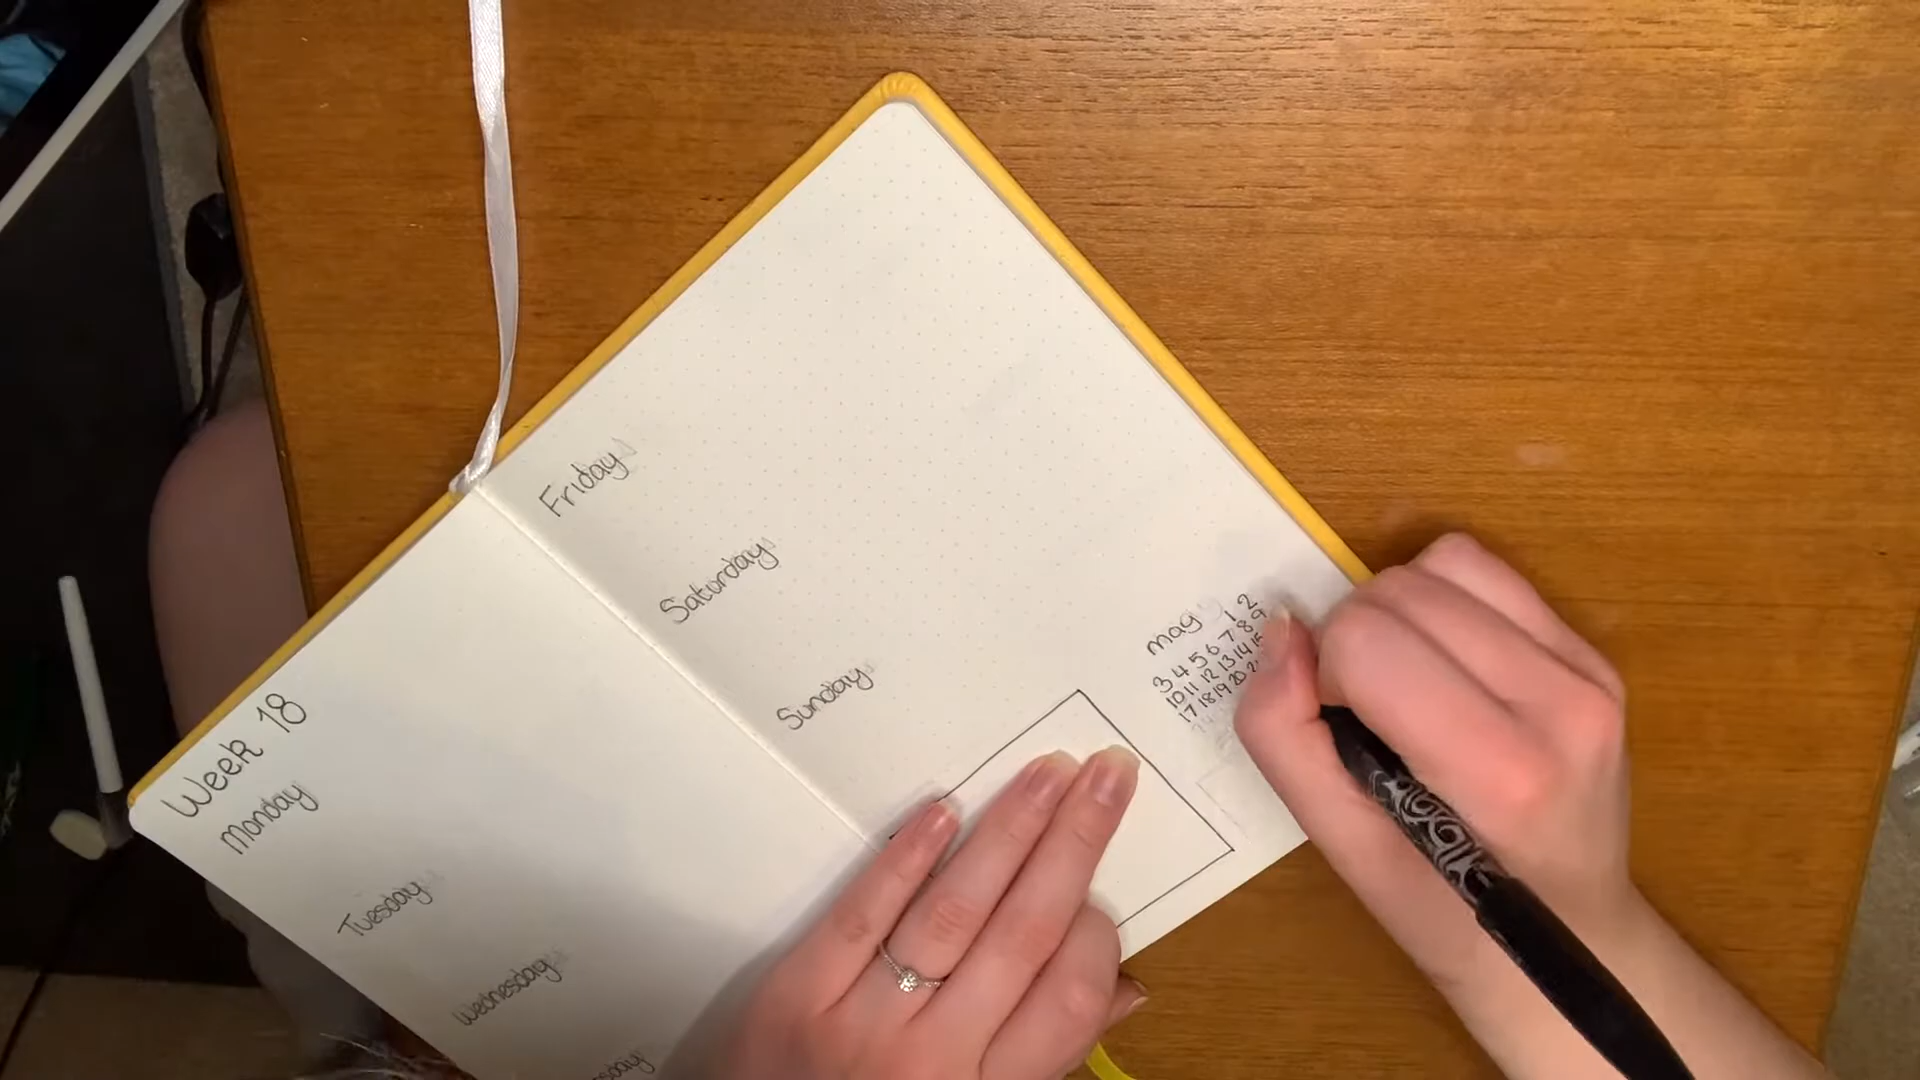 Week 18
Monday
Tuesday
Wednesday
Friday
Saturday
Sunday
may
1 2
3 4 5 6 7 8 9
10 11 12 13 14 15
17 18 19 20